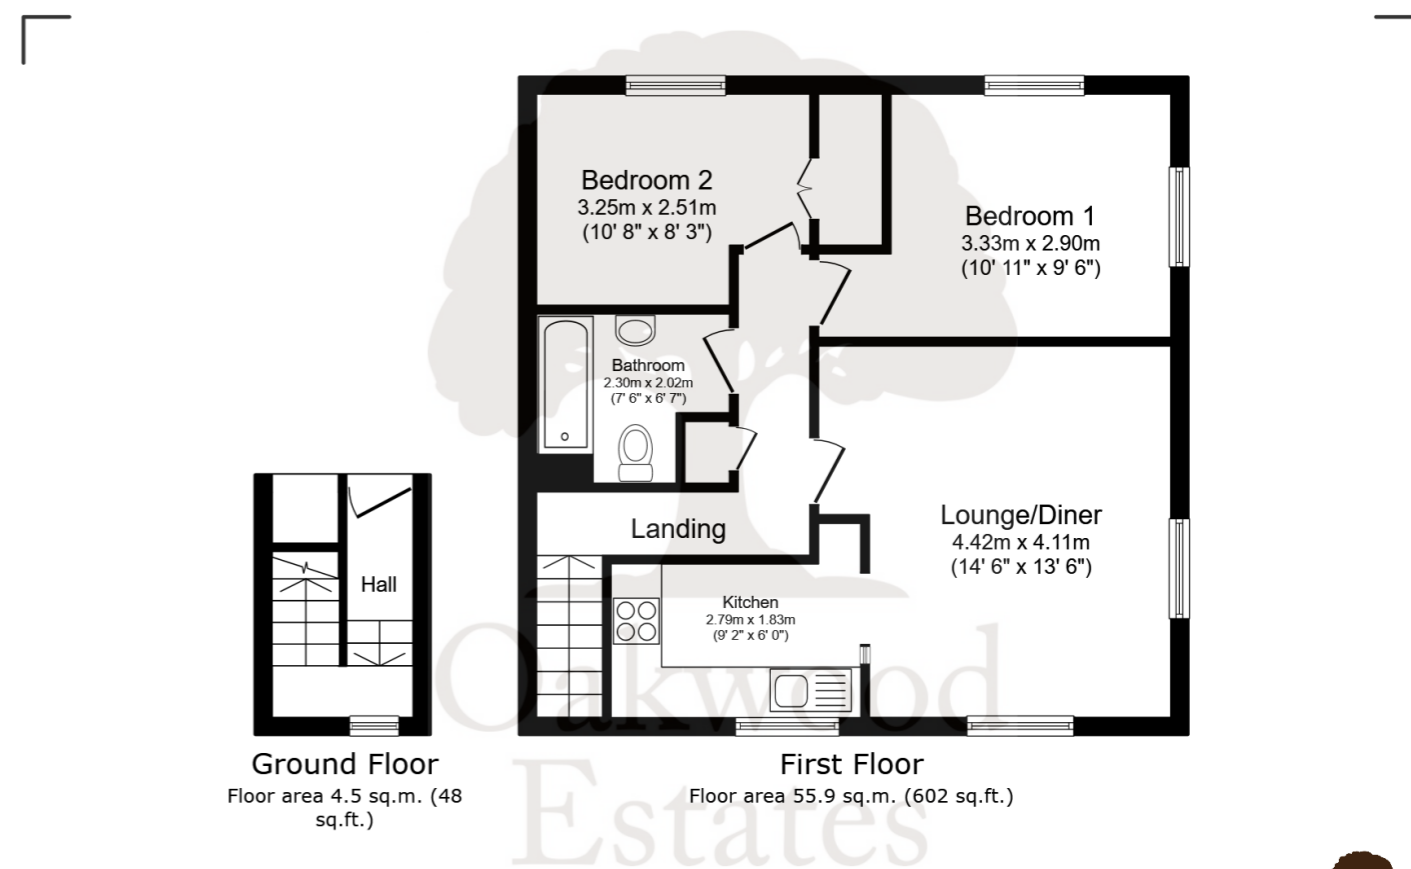 Bedroom 2
3.25m x 2.51m
(10' 8" x 8' 3")
Bedroom 1
3.33m x 2.90m
(10' 11" x 9' 6")
Bathroom
2.30m x 2.02m
(7' 6" x 6' 7")
Landing
Lounge/Diner
4.42m x 4.11m
(14' 6" x 13' 6")
Hall
Kitchen
2.79m x 1.83m
(9' 2" x 6' 0")
Oakwood
Estates
Ground Floor
Floor area 4.5 sq.m. (48
sq.ft.)
First Floor
Floor area 55.9 sq.m. (602 sq.ft.)